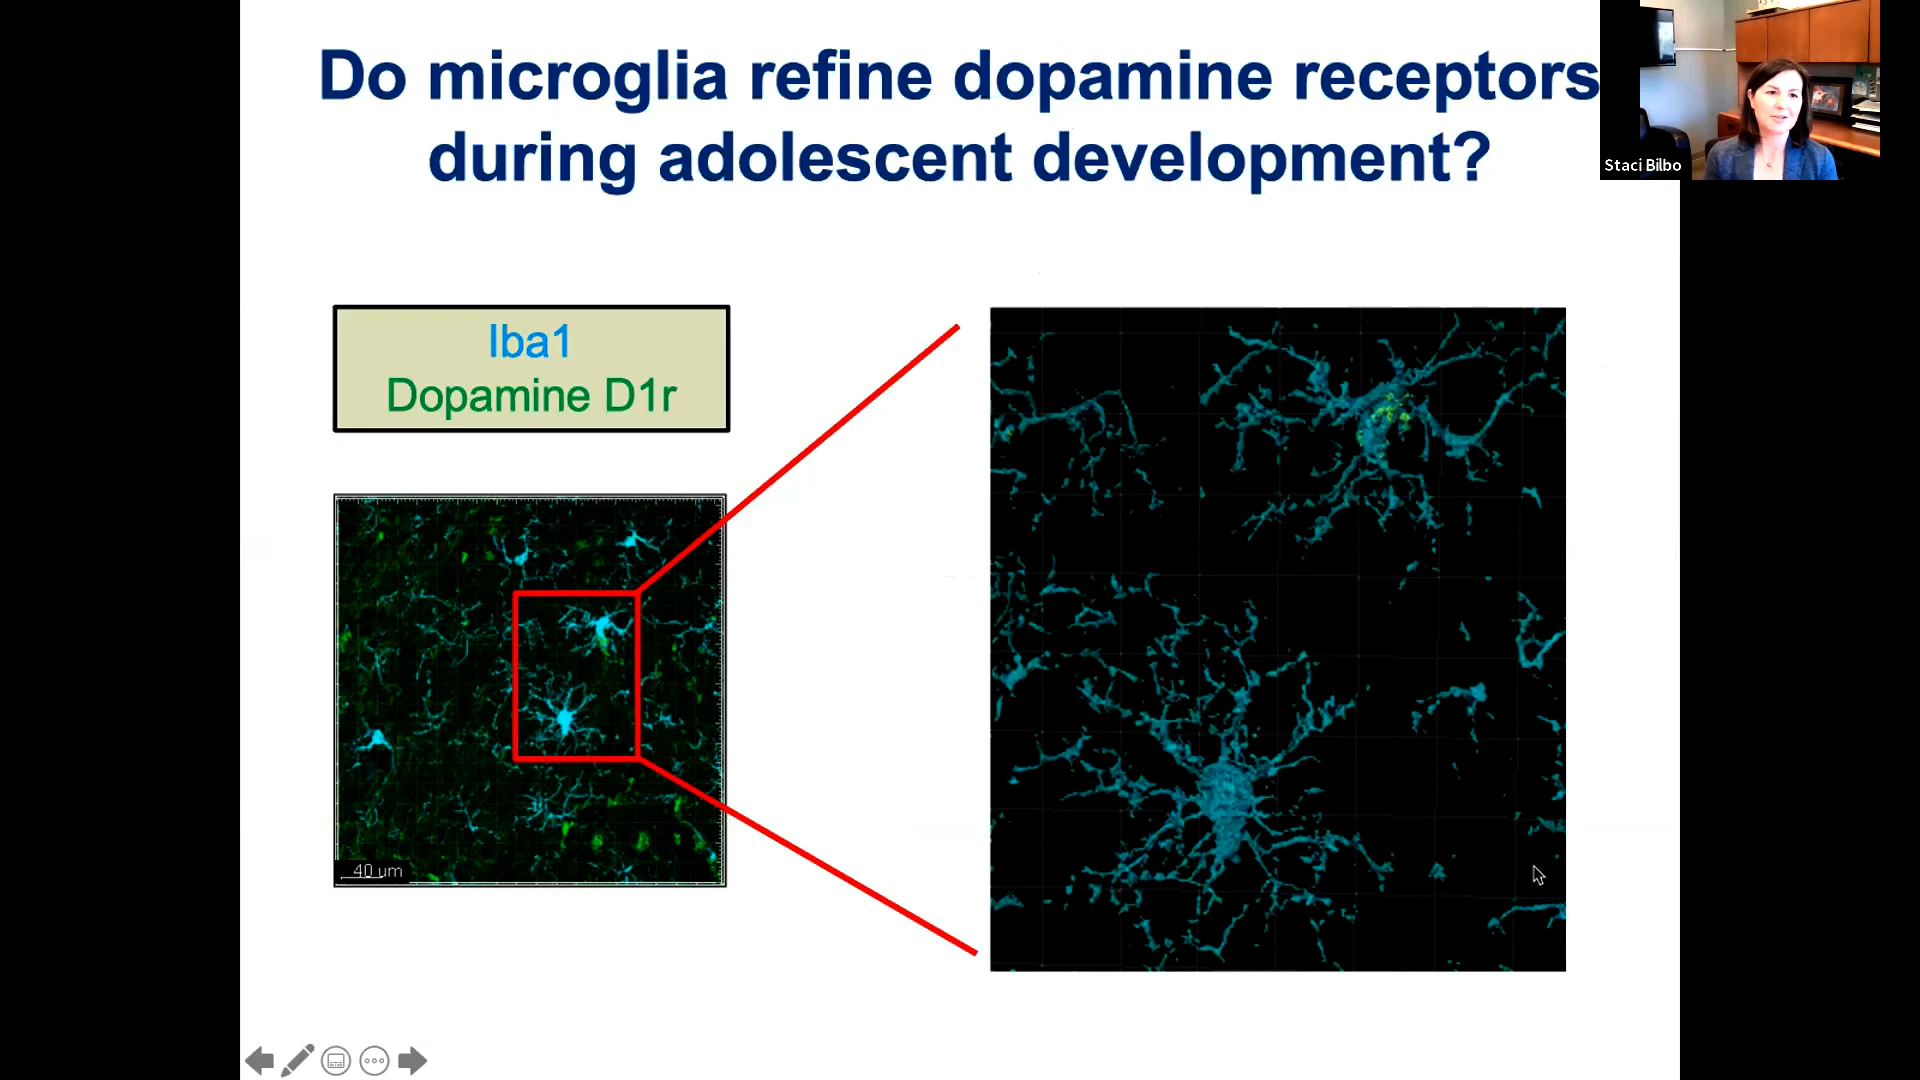 Do microglia refine dopamine receptors
during adolescent development?
Staci Bilbo
Iba1
Dopamine D1r
40 um